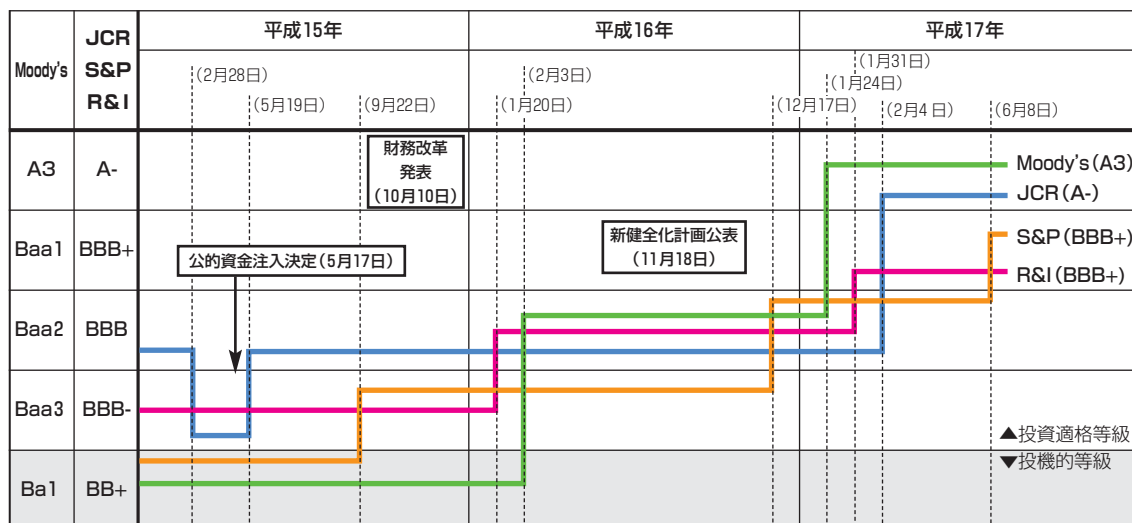 Moody's
JCR
S&P
R&I
平成15年
平成16年
平成17年
(2月28日)
(5月19日)
(9月22日)
(1月20日)
(2月3日)
(12月17日)
(1月24日)
(1月31日)
(2月4日)
(6月8日)
A3 A-
Baa1 BBB+
Baa2 BBB
Baa3 BBB-
Ba1 BB+
財務改革
発表
(10月10日)
公的資金注入決定(5月17日)
新健全化計画公表
(11月18日)
Moody's(A3)
JCR(A-)
S&P(BBB+)
R&I(BBB+)
▲投資適格等級
▼投機的等級